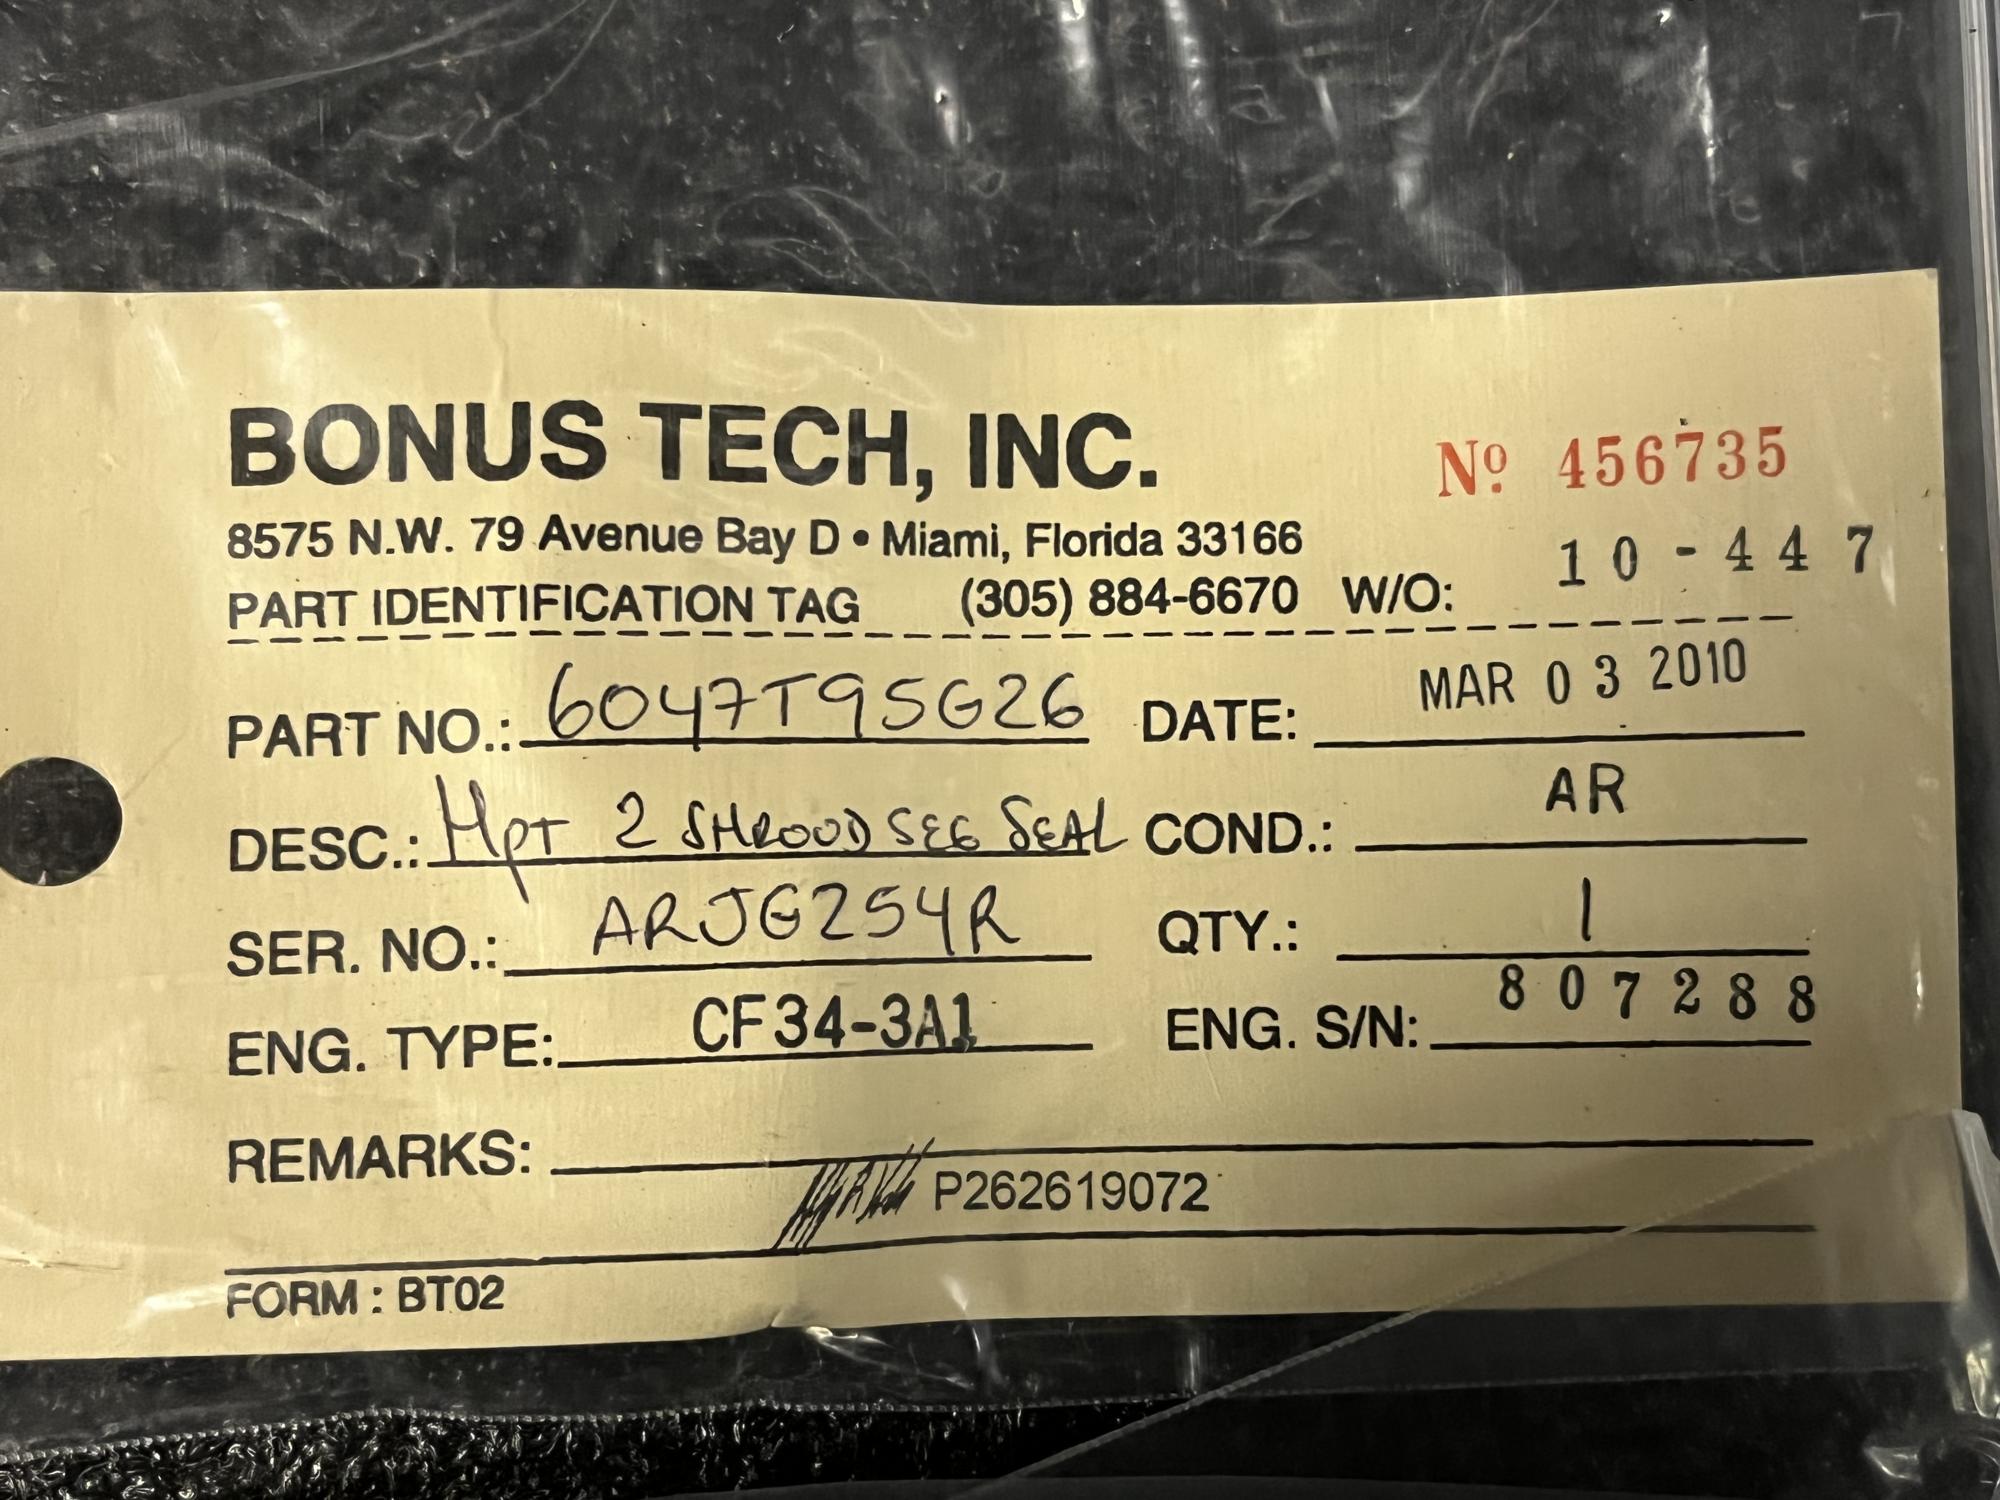 BONUS TECH, INC.
Nº 456735
8575 N.W. 79 Avenue Bay D • Miami, Florida 33166
PART IDENTIFICATION TAG (305) 884-6670 W/O: 10-447
PART NO.: 6047T95G26 DATE: MAR 03 2010
DESC.: HPT 2 SHROOD SEG SEAL COND.: AR
SER. NO.: ARJG254R QTY.: 1
ENG. TYPE: CF34-3A1 ENG. S/N: 807288
REMARKS:
P262619072
FORM : BT02